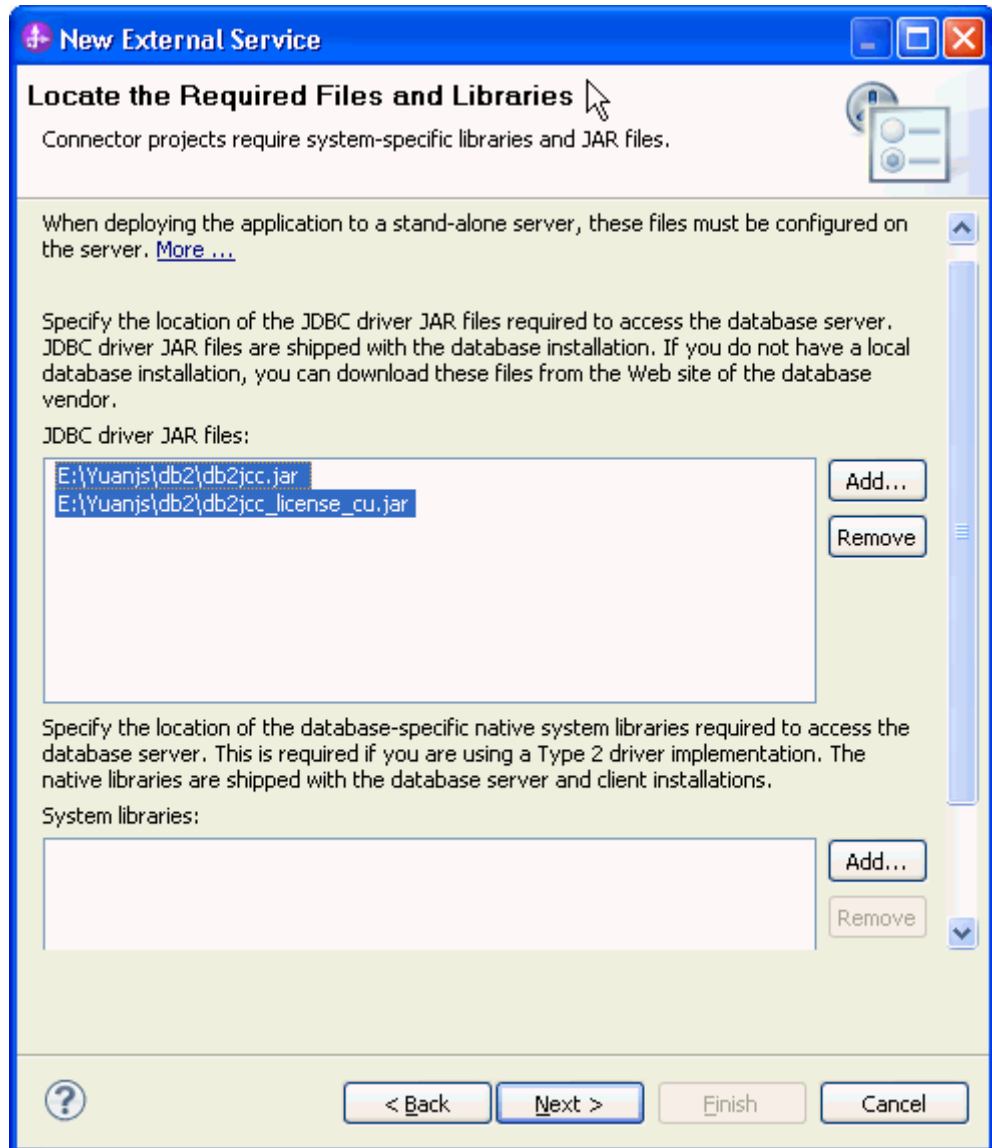 New External Service
Locate the Required Files and Libraries
Connector projects require system-specific libraries and JAR files.
When deploying the application to a stand-alone server, these files must be configured on
the server. More ...
Specify the location of the JDBC driver JAR files required to access the database server.
JDBC driver JAR files are shipped with the database installation. If you do not have a local
database installation, you can download these files from the Web site of the database
vendor.
JDBC driver JAR files:
E:\Yuanjs\db2\db2jcc.jar
E:\Yuanjs\db2\db2jcc_license_cu.jar
Add...
Remove
Specify the location of the database-specific native system libraries required to access the
database server. This is required if you are using a Type 2 driver implementation. The
native libraries are shipped with the database server and client installations.
System libraries:
Add...
Remove
?
< Back
Next >
Finish
Cancel